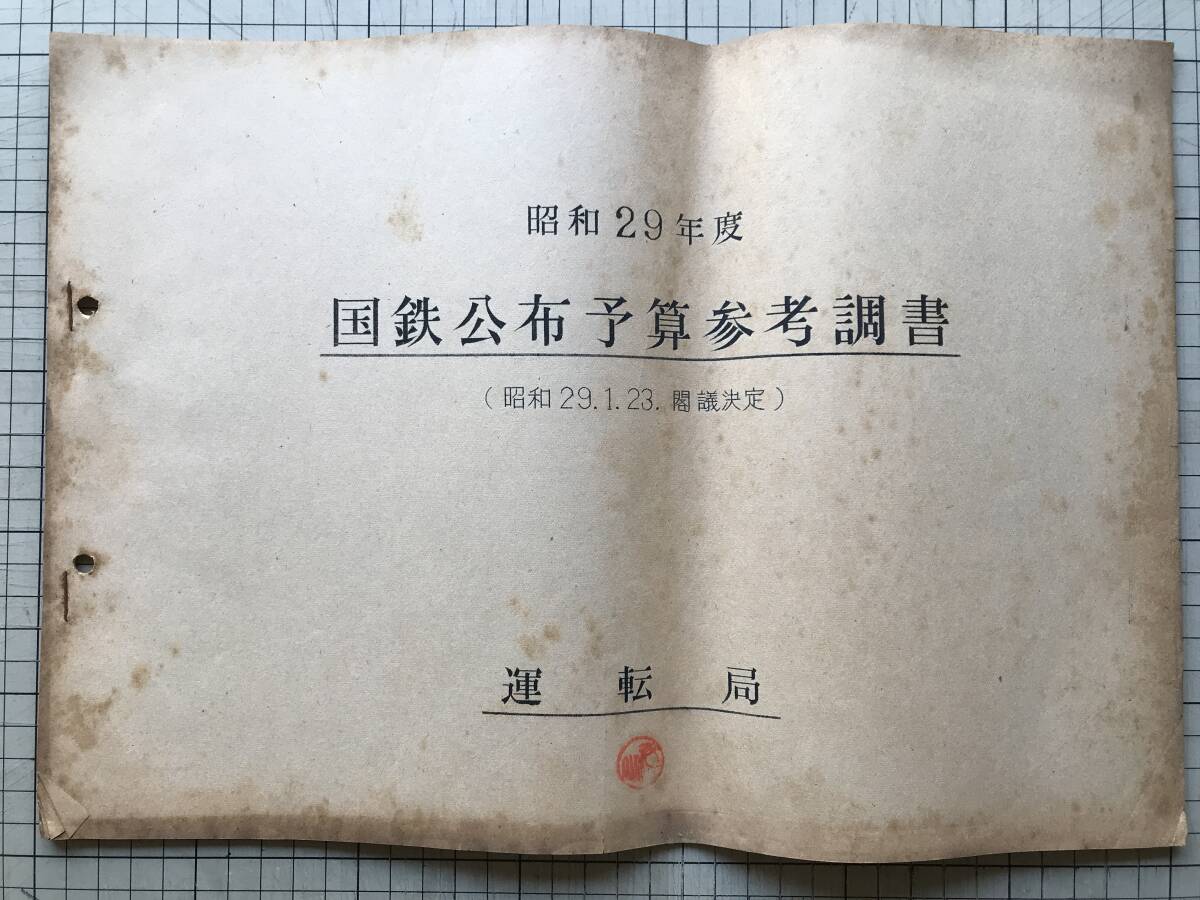 昭和29年度
国鉄公布予算参考調書
(昭和29.1.23.閣議決定)
運転局